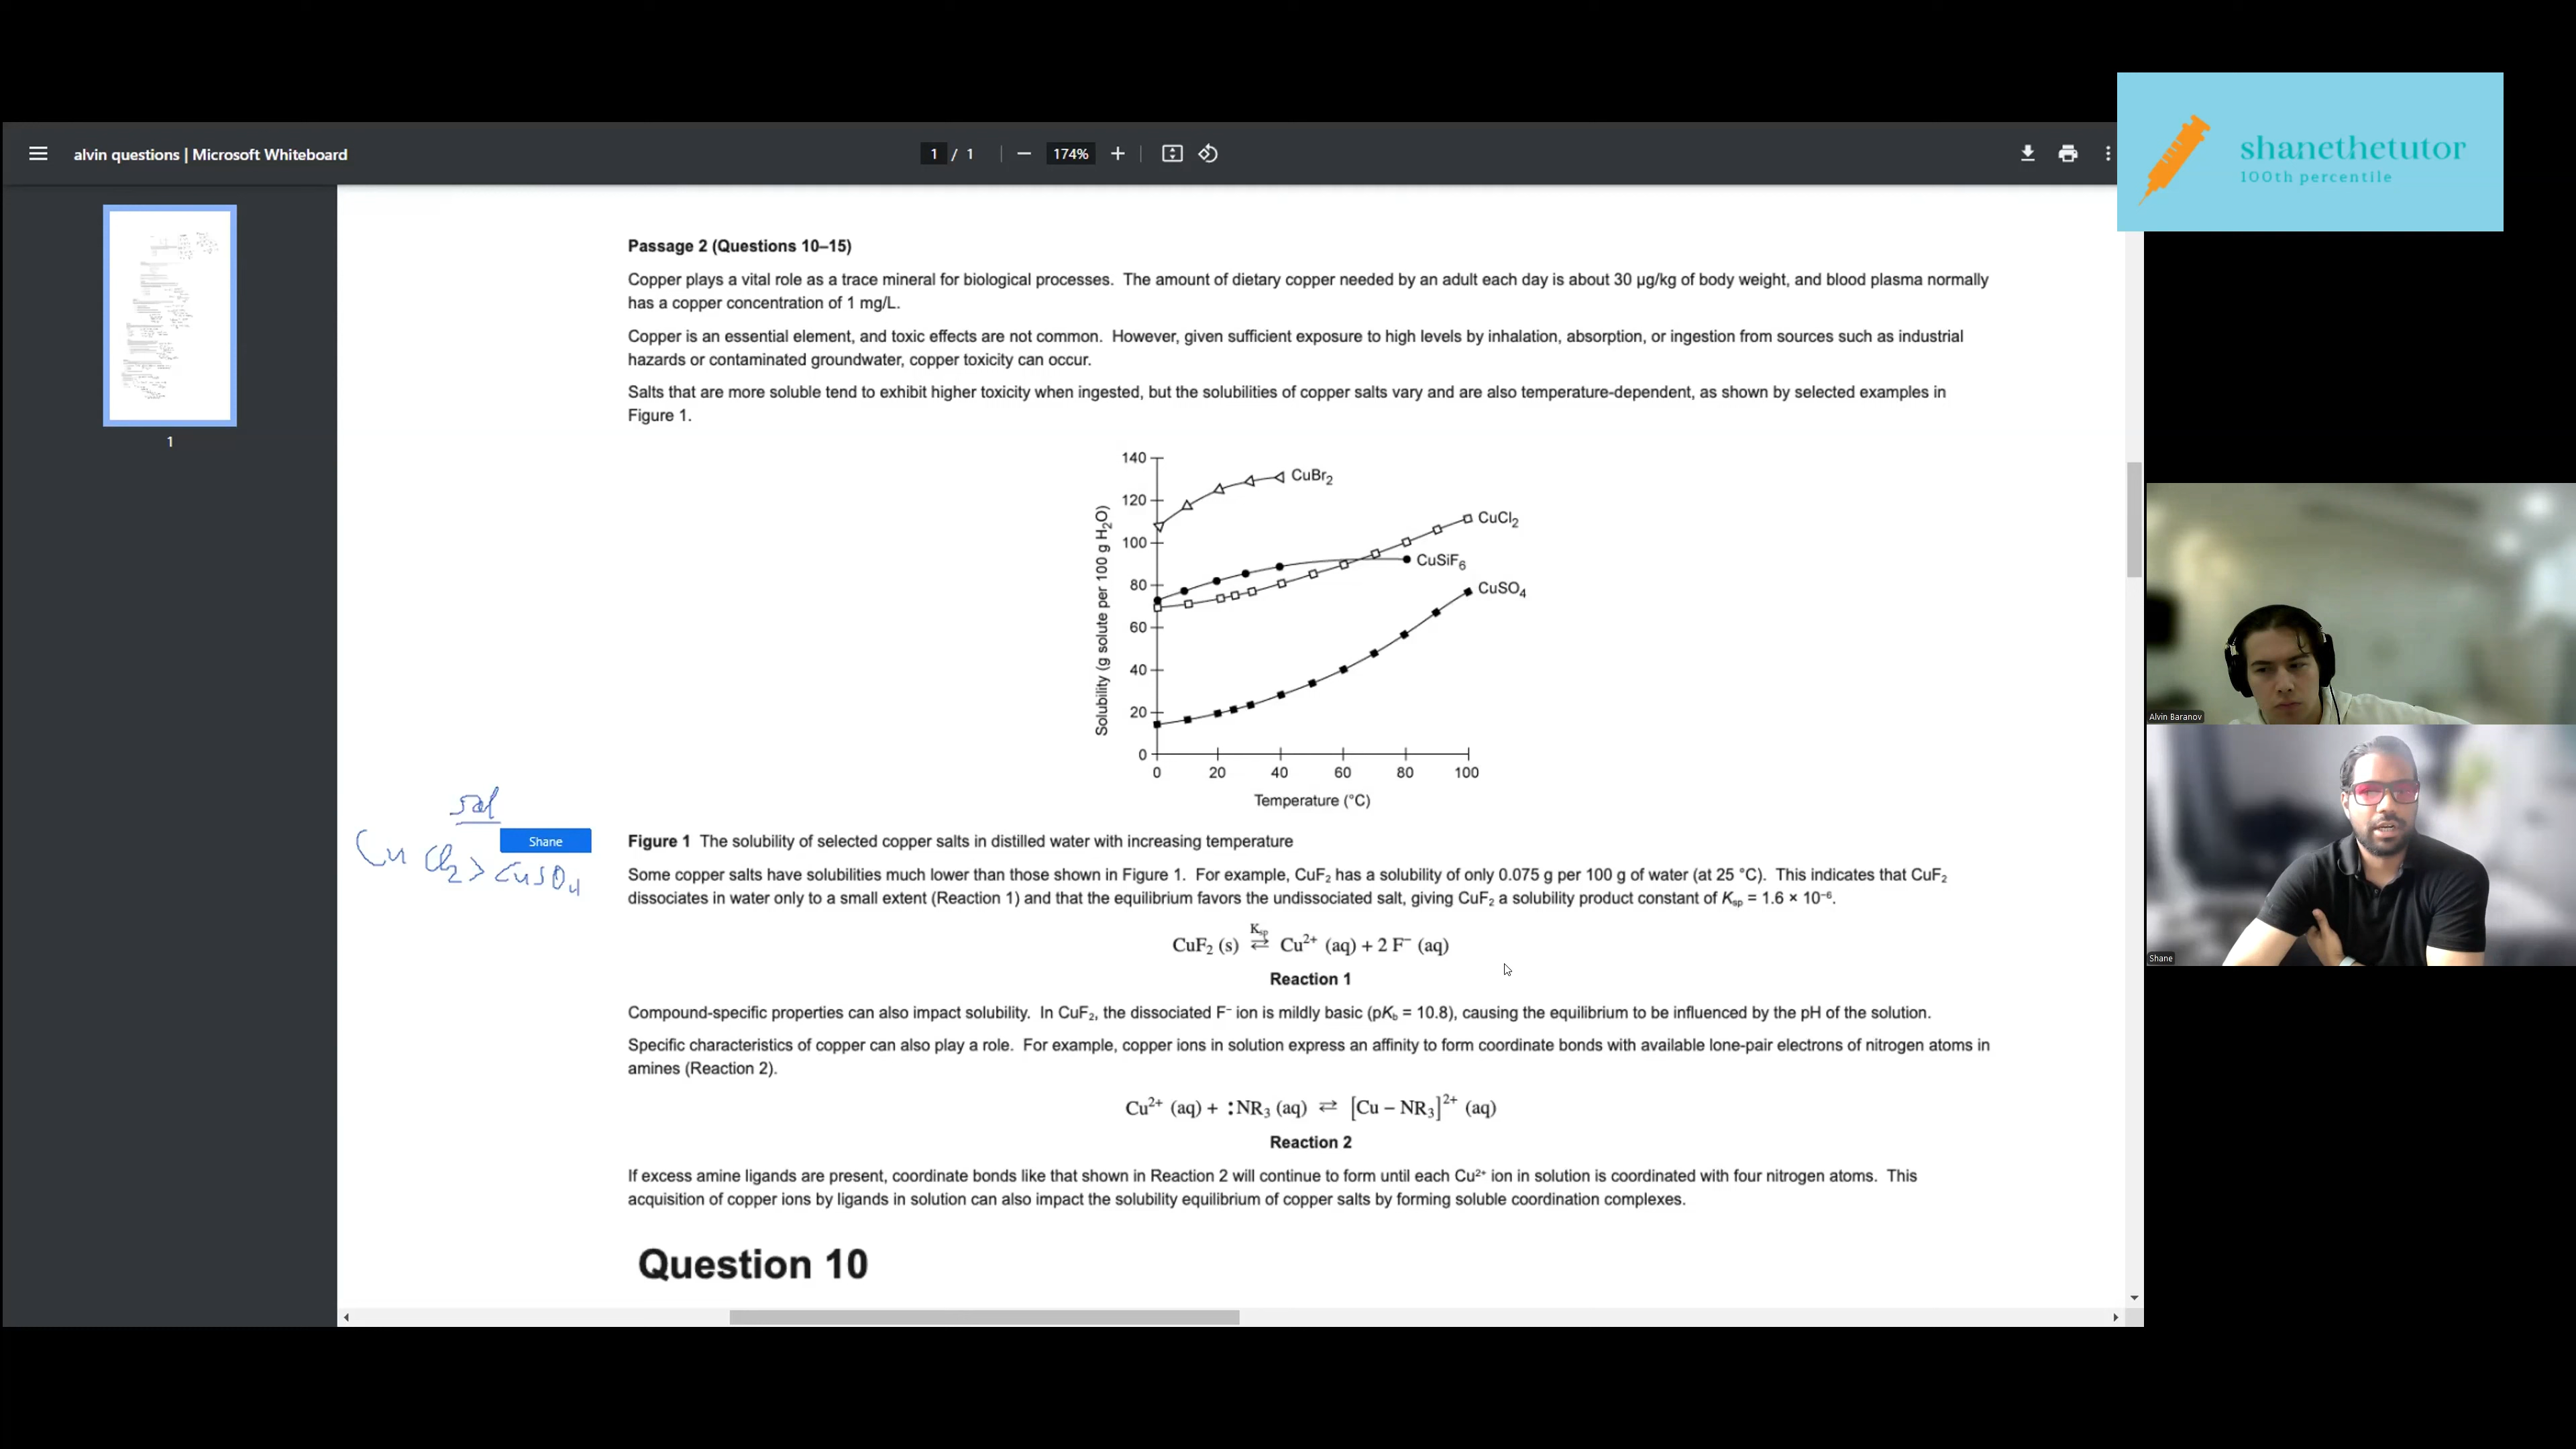 alvin questions | Microsoft Whiteboard
1 / 1
174%
shanethetutor
100th percentile
1
Passage 2 (Questions 10–15)
Copper plays a vital role as a trace mineral for biological processes. The amount of dietary copper needed by an adult each day is about 30 µg/kg of body weight, and blood plasma normally
has a copper concentration of 1 mg/L.
Copper is an essential element, and toxic effects are not common. However, given sufficient exposure to high levels by inhalation, absorption, or ingestion from sources such as industrial
hazards or contaminated groundwater, copper toxicity can occur.
Salts that are more soluble tend to exhibit higher toxicity when ingested, but the solubilities of copper salts vary and are also temperature-dependent, as shown by selected examples in
Figure 1.
140
120
100
80
60
40
20
0
Solubility (g solute per 100 g H₂O)
CuBr₂
CuCl₂
CuSiF₆
CuSO₄
0 20 40 60 80 100
Temperature (°C)
sol
Shane
CuCl₂ > CuSO₄
Figure 1 The solubility of selected copper salts in distilled water with increasing temperature
Some copper salts have solubilities much lower than those shown in Figure 1. For example, CuF₂ has a solubility of only 0.075 g per 100 g of water (at 25 °C). This indicates that CuF₂
dissociates in water only to a small extent (Reaction 1) and that the equilibrium favors the undissociated salt, giving CuF₂ a solubility product constant of Ksp = 1.6 × 10⁻⁶.
Ksp
CuF₂ (s) ⇄ Cu²⁺ (aq) + 2 F⁻ (aq)
Reaction 1
Compound-specific properties can also impact solubility. In CuF₂, the dissociated F⁻ ion is mildly basic (pKb = 10.8), causing the equilibrium to be influenced by the pH of the solution.
Specific characteristics of copper can also play a role. For example, copper ions in solution express an affinity to form coordinate bonds with available lone-pair electrons of nitrogen atoms in
amines (Reaction 2).
Cu²⁺ (aq) + :NR₃ (aq) ⇄ [Cu – NR₃]²⁺ (aq)
Reaction 2
If excess amine ligands are present, coordinate bonds like that shown in Reaction 2 will continue to form until each Cu²⁺ ion in solution is coordinated with four nitrogen atoms. This
acquisition of copper ions by ligands in solution can also impact the solubility equilibrium of copper salts by forming soluble coordination complexes.
Question 10
Alvin Baranov
Shane